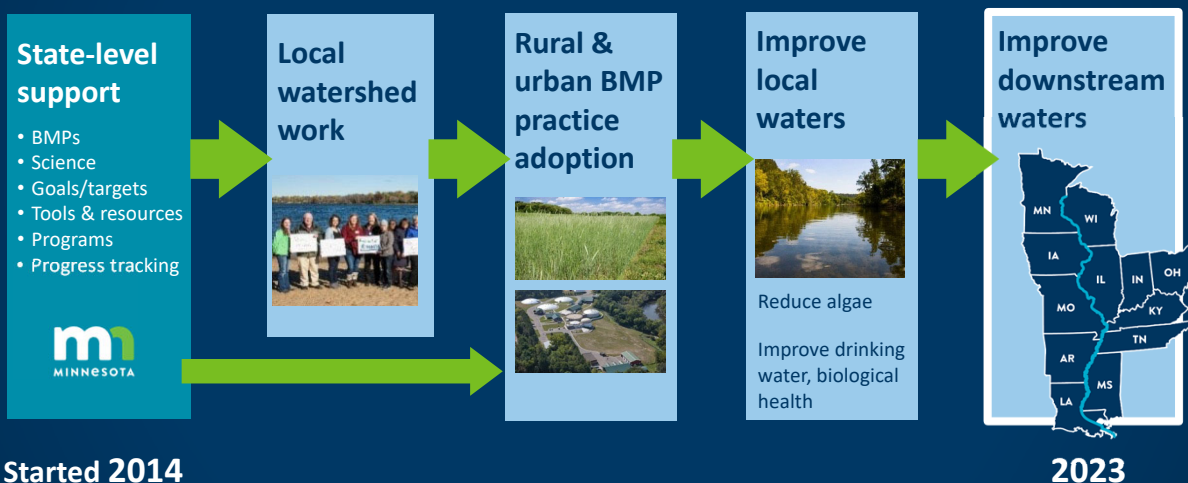 State-level
support
• BMPs
• Science
• Goals/targets
• Tools & resources
• Programs
• Progress tracking
mn
MINNESOTA
Local
watershed
work
Rural &
urban BMP
practice
adoption
Improve
local
waters
Reduce algae
Improve drinking
water, biological
health
Improve
downstream
waters
MN
WI
IA
IL
IN
OH
MO
KY
TN
AR
MS
LA
Started 2014
2023